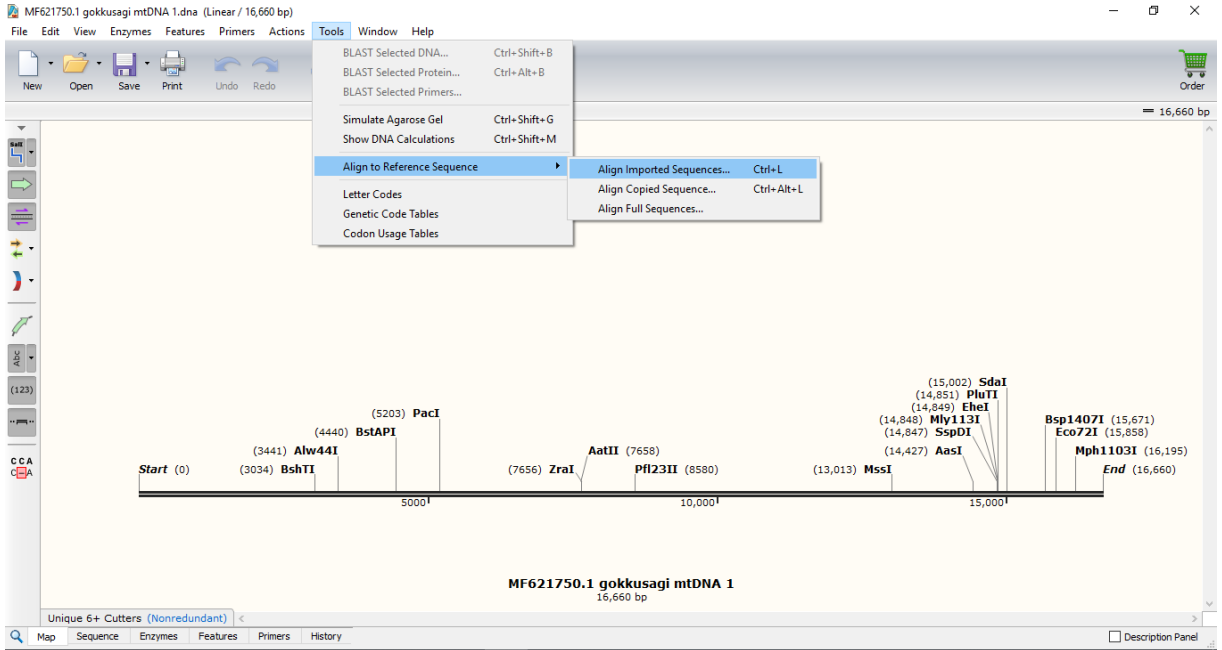 MF621750.1 gokkusagi mtDNA 1.dna (Linear / 16,660 bp)
File Edit View Enzymes Features Primers Actions Tools Window Help
New Open Save Print Undo Redo Order
BLAST Selected DNA... Ctrl+Shift+B
BLAST Selected Protein... Ctrl+Alt+B
BLAST Selected Primers...
Simulate Agarose Gel Ctrl+Shift+G
Show DNA Calculations Ctrl+Shift+M
Align to Reference Sequence
Letter Codes
Genetic Code Tables
Codon Usage Tables
Align Imported Sequences... Ctrl+L
Align Copied Sequence... Ctrl+Alt+L
Align Full Sequences...
16,660 bp
SalI
Abc
(123)
CCA
C-A
(15,002) SdaI
(14,851) PluTI
(14,849) EheI
(5203) PacI
(14,848) Mly113I
Bsp1407I (15,671)
(4440) BstAPI
(14,847) SspDI
Eco72I (15,858)
(3441) Alw44I
AatII (7658)
(14,427) AasI
Mph1103I (16,195)
Start (0)
(3034) BshTI
(7656) ZraI
Pfl23II (8580)
(13,013) MssI
End (16,660)
5000 10,000 15,000
MF621750.1 gokkusagi mtDNA 1
16,660 bp
Unique 6+ Cutters (Nonredundant)
Map Sequence Enzymes Features Primers History
Description Panel